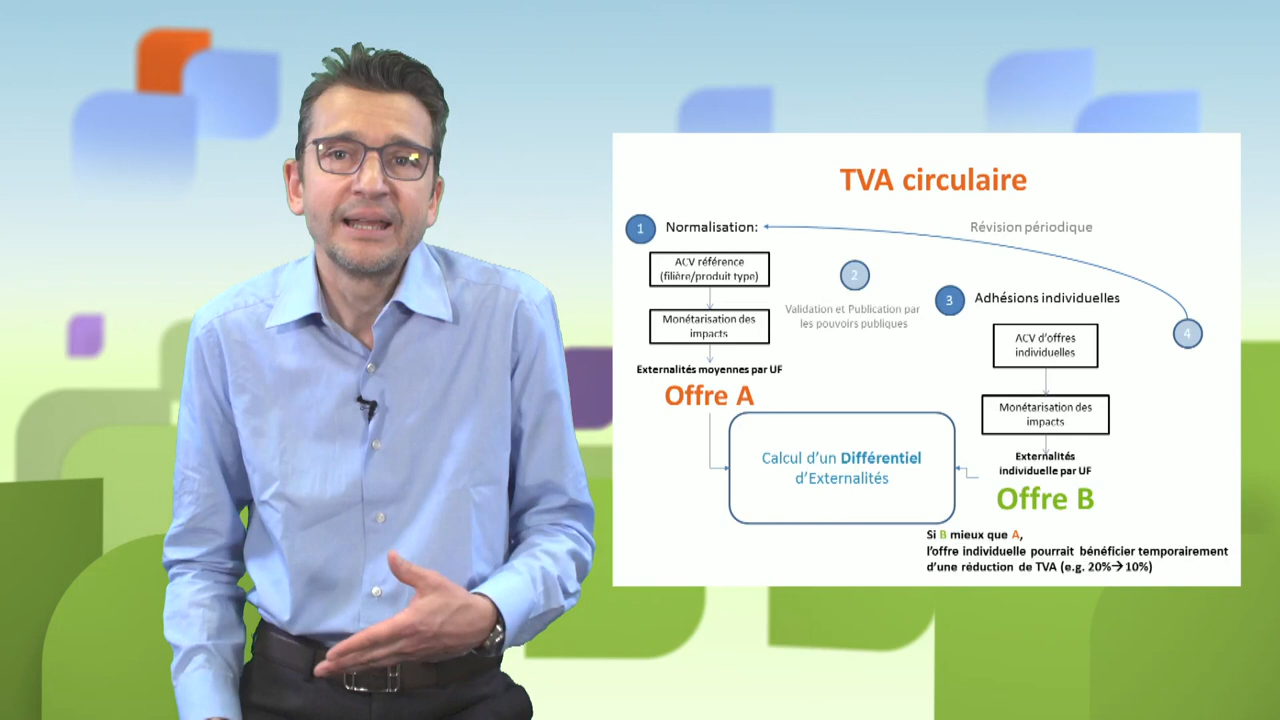 TVA circulaire
1
Normalisation:
Révision périodique
ACV référence
(filière/produit type)
2
Validation et Publication par
les pouvoirs publiques
3
Adhésions individuelles
4
Monétarisation des
impacts
ACV d'offres
individuelles
Externalités moyennes par UF
Offre A
Monétarisation des
impacts
Calcul d'un Différentiel
d'Externalités
Externalités
individuelle par UF
Offre B
Si B mieux que A,
l'offre individuelle pourrait bénéficier temporairement
d'une réduction de TVA (e.g. 20%→10%)